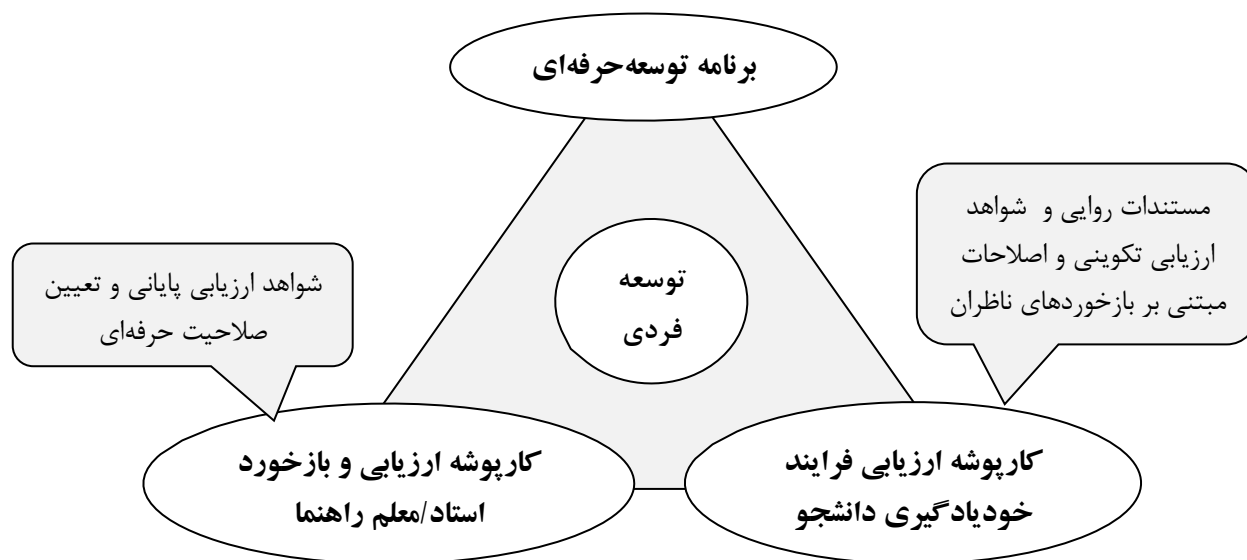 برنامه توسعه‌حرفه‌ای
مستندات روایی و شواهد
ارزیابی تکوینی و اصلاحات
مبتنی بر بازخوردهای ناظران
توسعه
فردی
شواهد ارزیابی پایانی و تعیین
صلاحیت حرفه‌ای
کارپوشه ارزیابی فرایند
خودیادگیری دانشجو
کارپوشه ارزیابی و بازخورد
استاد/معلم راهنما